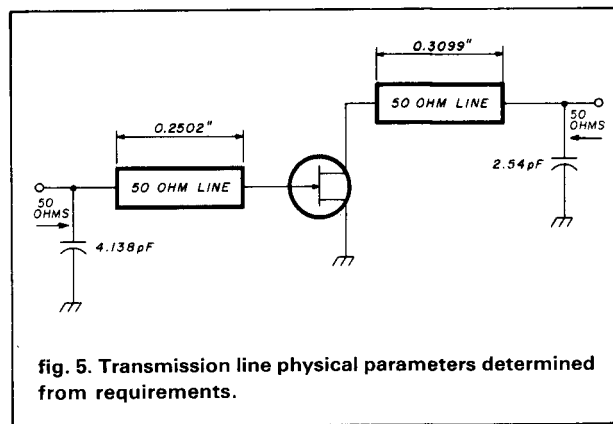 0.3099"
50 OHM LINE
50
OHMS
2.54pF
0.2502"
50 OHM LINE
50
OHMS
4.138pF
fig. 5. Transmission line physical parameters determined
from requirements.